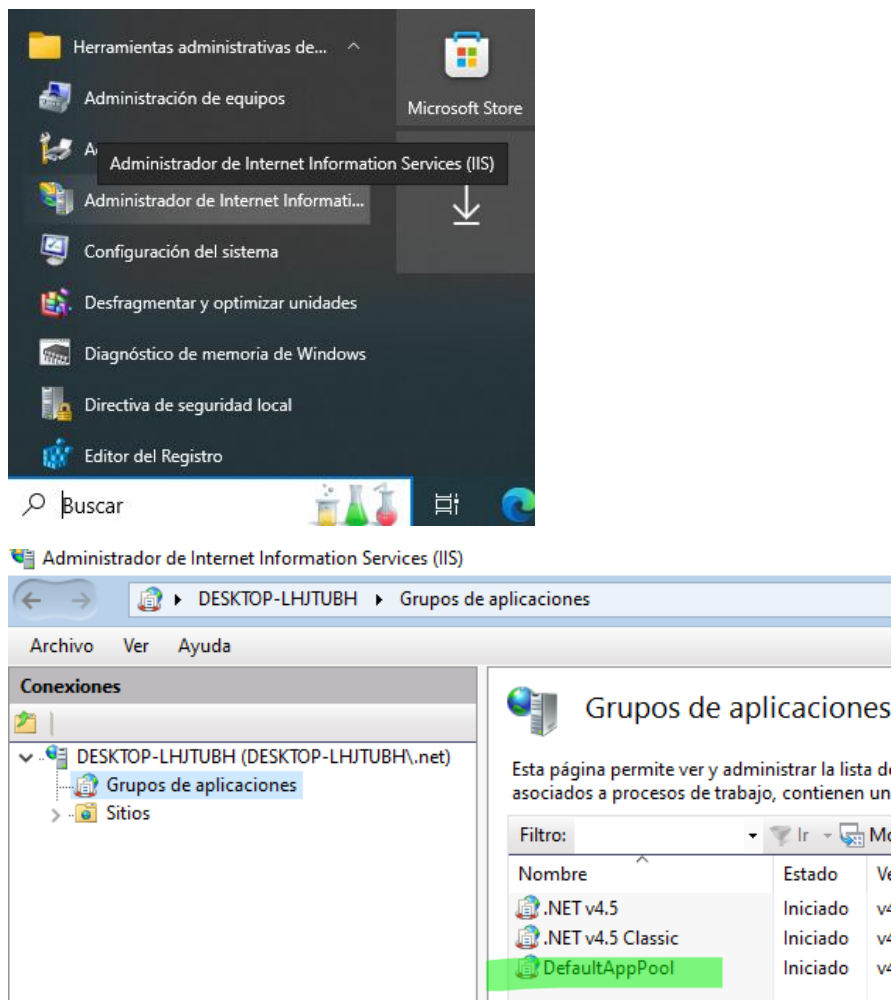 Herramientas administrativas de...
Microsoft Store
Administración de equipos
A
Administrador de Internet Information Services (IIS)
Administrador de Internet Informati...
Configuración del sistema
Desfragmentar y optimizar unidades
Diagnóstico de memoria de Windows
Directiva de seguridad local
Editor del Registro
Buscar
Administrador de Internet Information Services (IIS)
DESKTOP-LHJTUBH Grupos de aplicaciones
Archivo Ver Ayuda
Conexiones
DESKTOP-LHJTUBH (DESKTOP-LHJTUBH\.net)
Grupos de aplicaciones
Sitios
Grupos de aplicaciones
Esta página permite ver y administrar la lista de
asociados a procesos de trabajo, contienen un
Filtro: Ir Mo
Nombre Estado Ve
.NET v4.5 Iniciado v4
.NET v4.5 Classic Iniciado v4
DefaultAppPool Iniciado v4